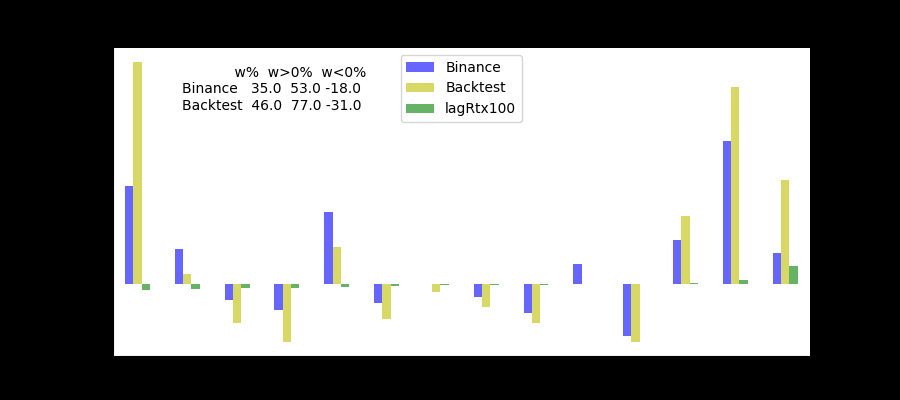 w%  w>0%  w<0%
Binance   35.0  53.0 -18.0
Backtest  46.0  77.0 -31.0
Binance
Backtest
lagRtx100